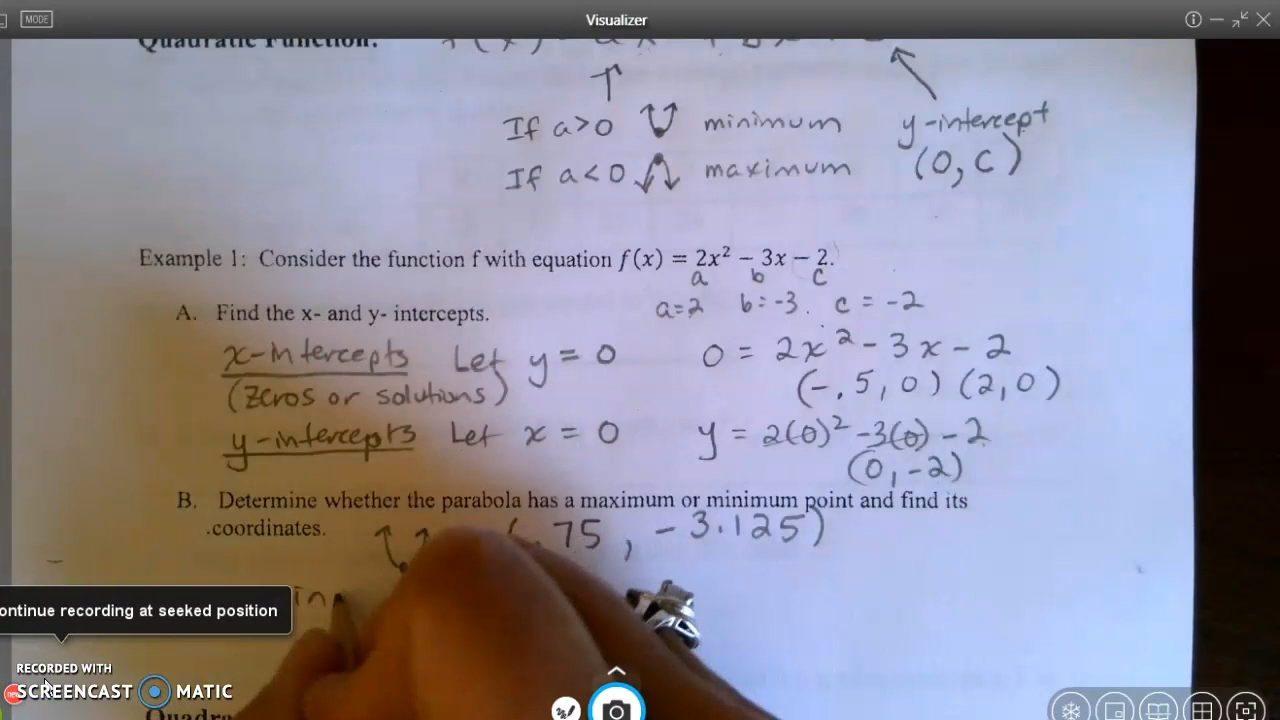 MODE
Visualizer
Quadratic Function:
If a>0 minimum
y-intercept
If a<0 maximum
(0, c)
Example 1: Consider the function f with equation f(x) = 2x² − 3x − 2.
a b c
A. Find the x- and y- intercepts.
a=2 b=-3. c = -2
x-intercepts Let y = 0 0 = 2x² - 3x - 2
(zeros or solutions) (-.5, 0) (2, 0)
y-intercepts Let x = 0 y = 2(0)² -3(0) - 2
(0, -2)
B. Determine whether the parabola has a maximum or minimum point and find its
coordinates. (.75, -3.125)
ontinue recording at seeked position
RECORDED WITH
SCREENCAST MATIC